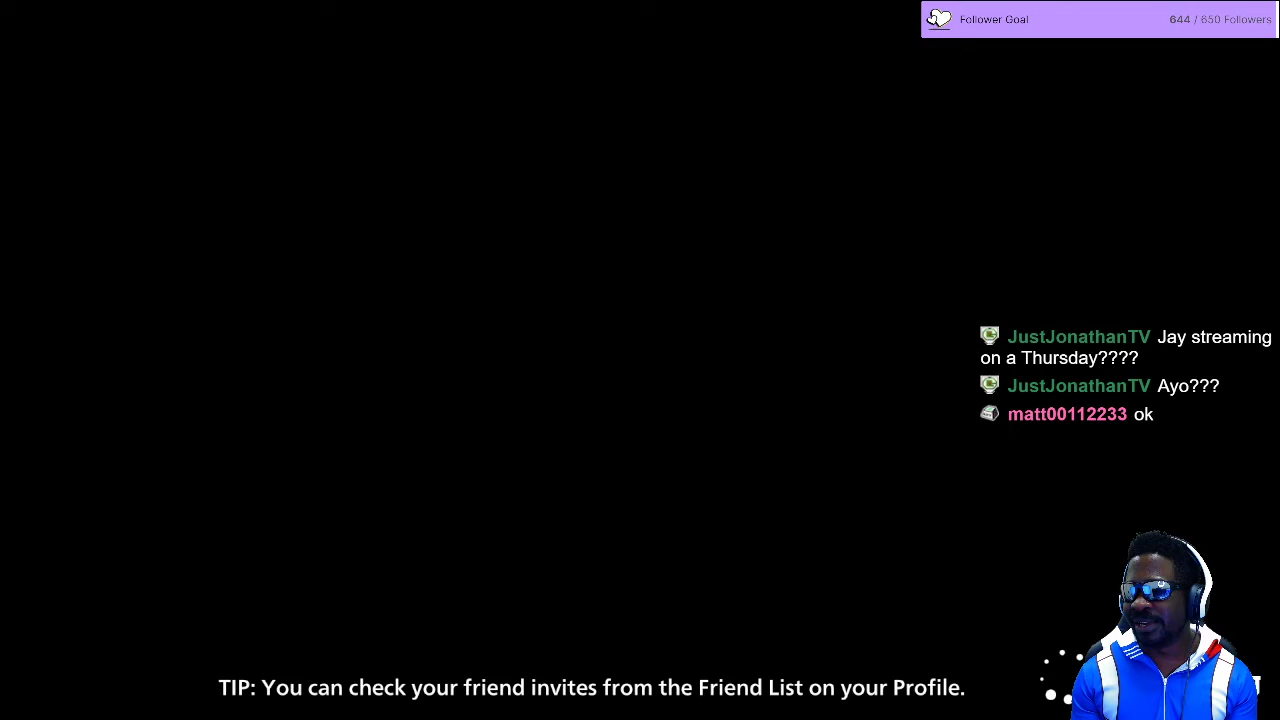 Follower Goal 644 / 650 Followers
JustJonathanTV Jay streaming
on a Thursday????
JustJonathanTV Ayo???
matt00112233 ok
TIP: You can check your friend invites from the Friend List on your Profile.